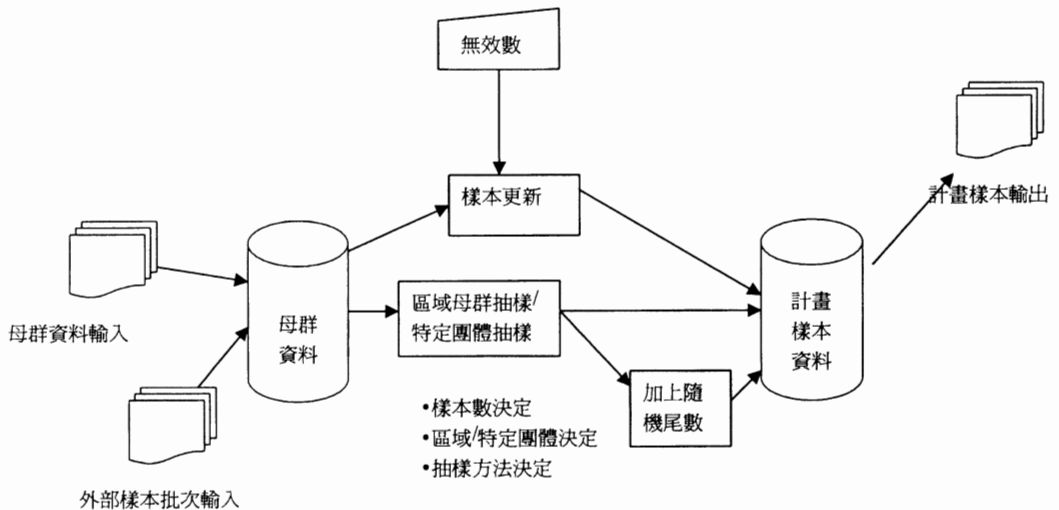 無效數
樣本更新
計畫樣本輸出
母群資料輸入
母群
資料
區域母群抽樣/
特定團體抽樣
計畫
樣本
資料
加上隨
機尾數
•樣本數決定
•區域/特定團體決定
•抽樣方法決定
外部樣本批次輸入